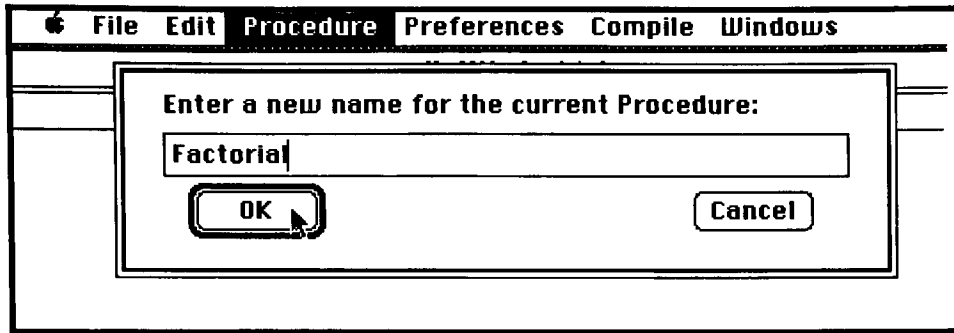 File Edit Procedure Preferences Compile Windows
Enter a new name for the current Procedure:
Factorial
OK Cancel